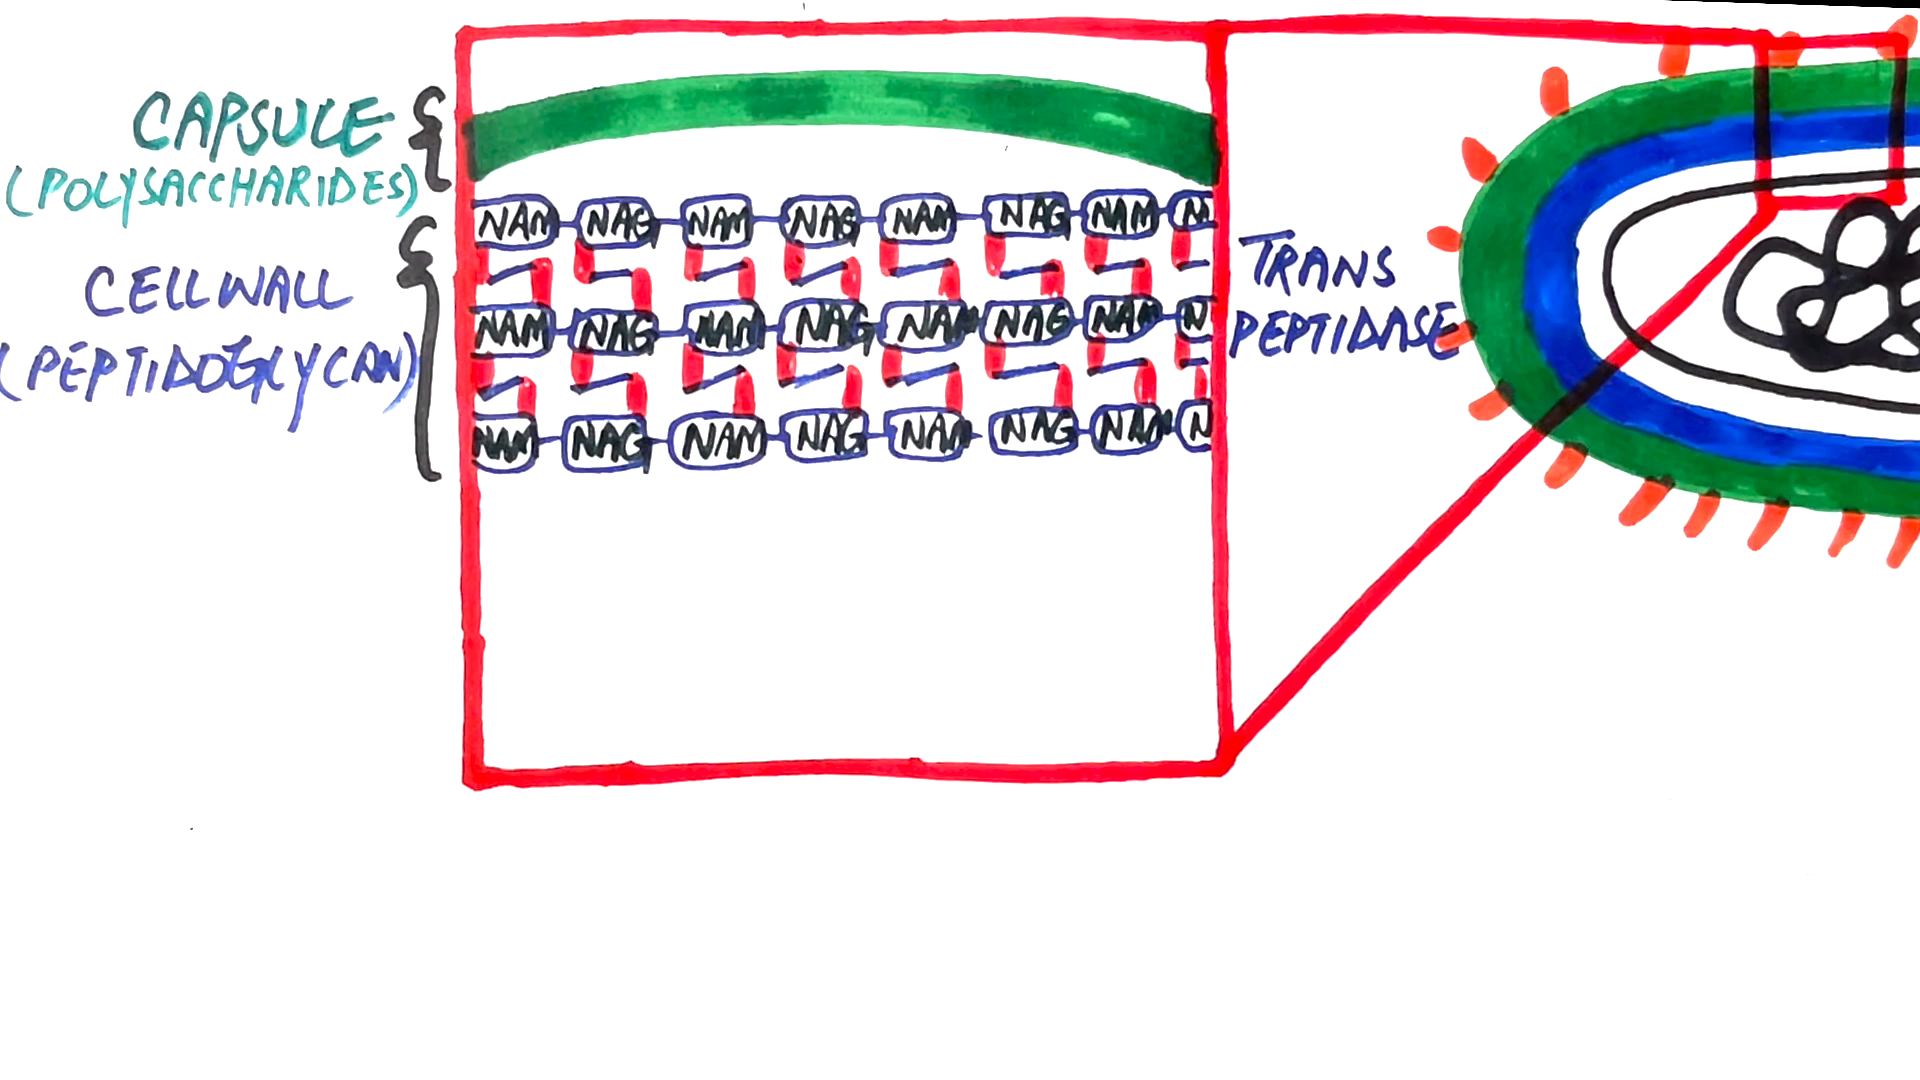 CAPSULE
(POLYSACCHARIDES)
CELLWALL
(PEPTIDOGLYCAN)
NAM NAG NAM NAG NAM NAG NAM N
NAM NAG NAM NAG NAM NAG NAM N
NAM NAG NAM NAG NAM NAG NAM N
TRANS
PEPTIDASE